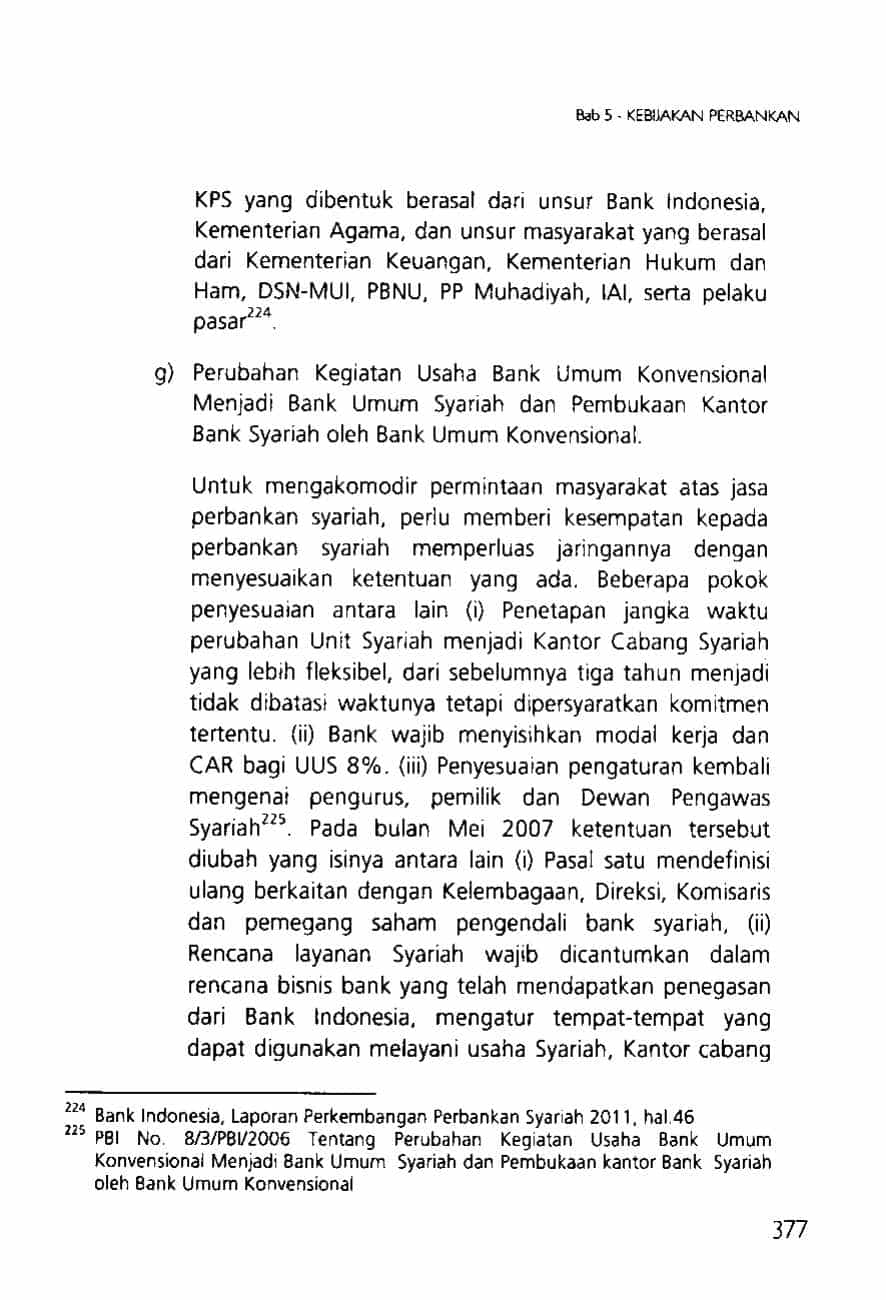 Bab 5 - KEBIJAKAN PERBANKAN
KPS yang dibentuk berasal dari unsur Bank Indonesia,
Kementerian Agama, dan unsur masyarakat yang berasal
dari Kementerian Keuangan, Kementerian Hukum dan
Ham, DSN-MUI, PBNU, PP Muhadiyah, IAI, serta pelaku
pasar²²⁴.
g) Perubahan Kegiatan Usaha Bank Umum Konvensional
Menjadi Bank Umum Syariah dan Pembukaan Kantor
Bank Syariah oleh Bank Umum Konvensional.
Untuk mengakomodir permintaan masyarakat atas jasa
perbankan syariah, perlu memberi kesempatan kepada
perbankan syariah memperluas jaringannya dengan
menyesuaikan ketentuan yang ada. Beberapa pokok
penyesuaian antara lain (i) Penetapan jangka waktu
perubahan Unit Syariah menjadi Kantor Cabang Syariah
yang lebih fleksibel, dari sebelumnya tiga tahun menjadi
tidak dibatasi waktunya tetapi dipersyaratkan komitmen
tertentu. (ii) Bank wajib menyisihkan modal kerja dan
CAR bagi UUS 8%. (iii) Penyesuaian pengaturan kembali
mengenai pengurus, pemilik dan Dewan Pengawas
Syariah²²⁵. Pada bulan Mei 2007 ketentuan tersebut
diubah yang isinya antara lain (i) Pasal satu mendefinisi
ulang berkaitan dengan Kelembagaan, Direksi, Komisaris
dan pemegang saham pengendali bank syariah, (ii)
Rencana layanan Syariah wajib dicantumkan dalam
rencana bisnis bank yang telah mendapatkan penegasan
dari Bank Indonesia, mengatur tempat-tempat yang
dapat digunakan melayani usaha Syariah, Kantor cabang
²²⁴ Bank Indonesia, Laporan Perkembangan Perbankan Syariah 2011, hal.46
²²⁵ PBI No. 8/3/PBI/2006 Tentang Perubahan Kegiatan Usaha Bank Umum
Konvensional Menjadi Bank Umum Syariah dan Pembukaan kantor Bank Syariah
oleh Bank Umum Konvensional
377